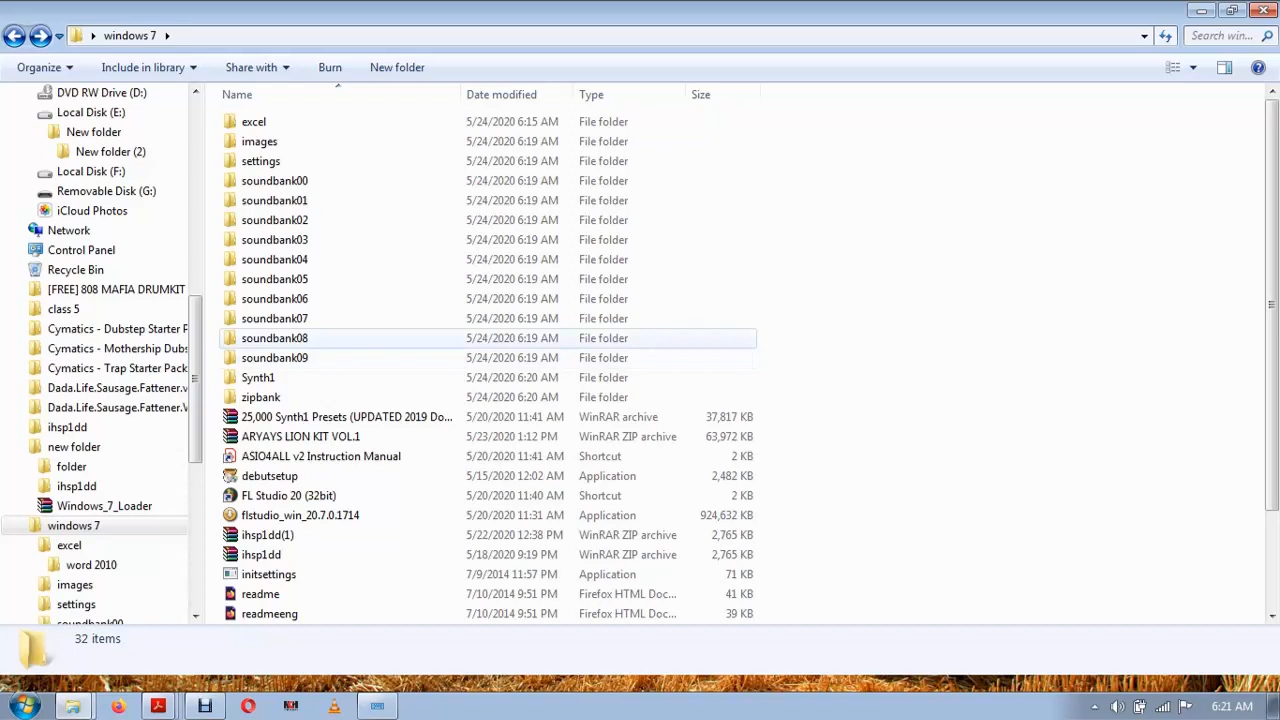 windows 7
Search win...
Organize Include in library Share with Burn New folder
Name Date modified Type Size
DVD RW Drive (D:)
Local Disk (E:)
New folder
New folder (2)
Local Disk (F:)
Removable Disk (G:)
iCloud Photos
Network
Control Panel
Recycle Bin
[FREE] 808 MAFIA DRUMKIT
class 5
Cymatics - Dubstep Starter P
Cymatics - Mothership Dubs
Cymatics - Trap Starter Pack
Dada.Life.Sausage.Fattener.v
Dada.Life.Sausage.Fattener.V
ihsp1dd
new folder
folder
ihsp1dd
Windows_7_Loader
windows 7
excel
word 2010
images
settings
soundbank00
excel 5/24/2020 6:15 AM File folder
images 5/24/2020 6:19 AM File folder
settings 5/24/2020 6:19 AM File folder
soundbank00 5/24/2020 6:19 AM File folder
soundbank01 5/24/2020 6:19 AM File folder
soundbank02 5/24/2020 6:19 AM File folder
soundbank03 5/24/2020 6:19 AM File folder
soundbank04 5/24/2020 6:19 AM File folder
soundbank05 5/24/2020 6:19 AM File folder
soundbank06 5/24/2020 6:19 AM File folder
soundbank07 5/24/2020 6:19 AM File folder
soundbank08 5/24/2020 6:19 AM File folder
soundbank09 5/24/2020 6:19 AM File folder
Synth1 5/24/2020 6:20 AM File folder
zipbank 5/24/2020 6:20 AM File folder
25,000 Synth1 Presets (UPDATED 2019 Do... 5/20/2020 11:41 AM WinRAR archive 37,817 KB
ARYAYS LION KIT VOL.1 5/23/2020 1:12 PM WinRAR ZIP archive 63,972 KB
ASIO4ALL v2 Instruction Manual 5/20/2020 11:41 AM Shortcut 2 KB
debutsetup 5/15/2020 12:02 AM Application 2,482 KB
FL Studio 20 (32bit) 5/20/2020 11:40 AM Shortcut 2 KB
flstudio_win_20.7.0.1714 5/20/2020 11:31 AM Application 924,632 KB
ihsp1dd(1) 5/22/2020 12:38 PM WinRAR ZIP archive 2,765 KB
ihsp1dd 5/18/2020 9:19 PM WinRAR ZIP archive 2,765 KB
initsettings 7/9/2014 11:57 PM Application 71 KB
readme 7/10/2014 9:51 PM Firefox HTML Doc... 41 KB
readmeeng 7/10/2014 9:51 PM Firefox HTML Doc... 39 KB
32 items
6:21 AM